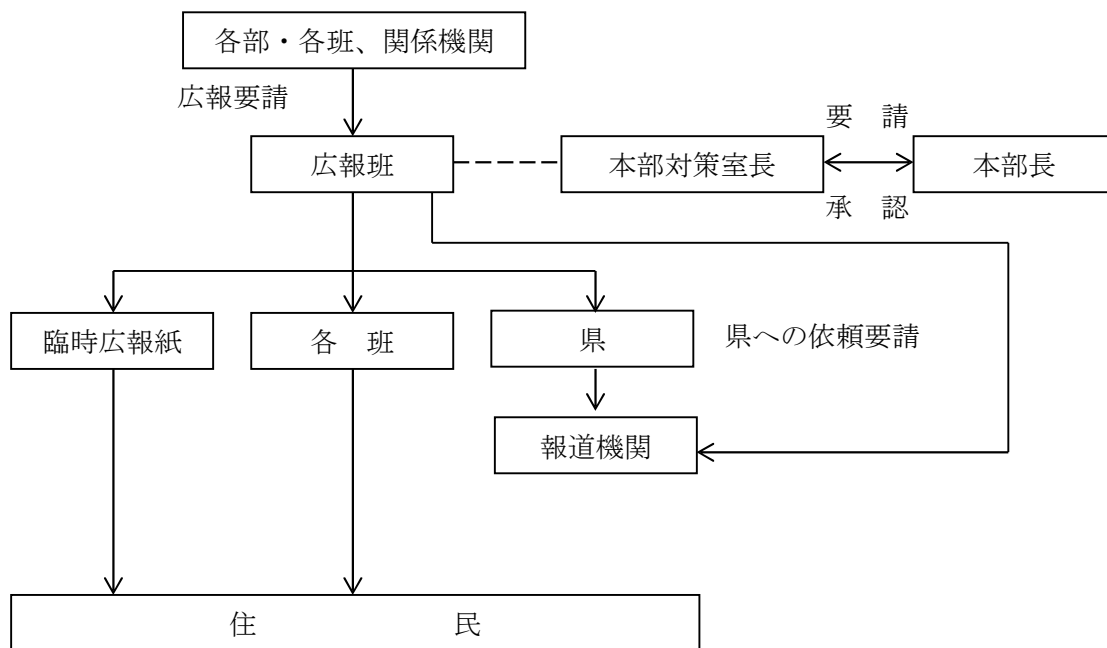 各部・各班、関係機関
広報要請
要　請
広報班
本部対策室長
本部長
承　認
臨時広報紙
各　班
県
県への依頼要請
報道機関
住　民